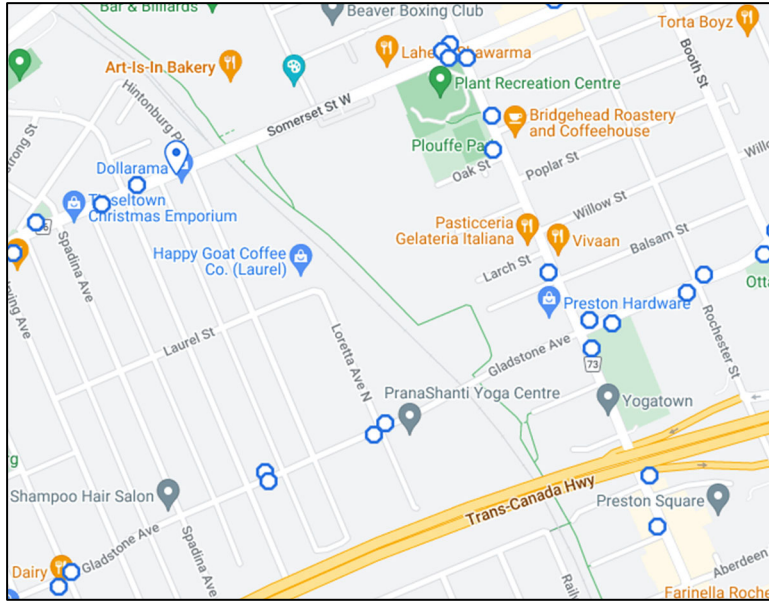 Bar & Billiards
Beaver Boxing Club
Torta Boyz
Booth St
Art-Is-In Bakery
Plant Recreation Centre
Hintonburg Pl
Somerset St W
Bridgehead Roastery
and Coffeehouse
Dollarama
Oak St
Poplar St
Christmas Emporium
Willow St
Pasticceria
Gelateria Italiana
Balsam St
Vivaan
Spadina Ave
Happy Goat Coffee
Co. (Laurel)
Larch St
Preston Hardware
Laurel St
Loretta Ave N
Gladstone Ave
73
Rochester St
PranaShanti Yoga Centre
Yogatown
Shampoo Hair Salon
Trans-Canada Hwy
Preston Square
Gladstone Ave
Spadina Ave
Dairy